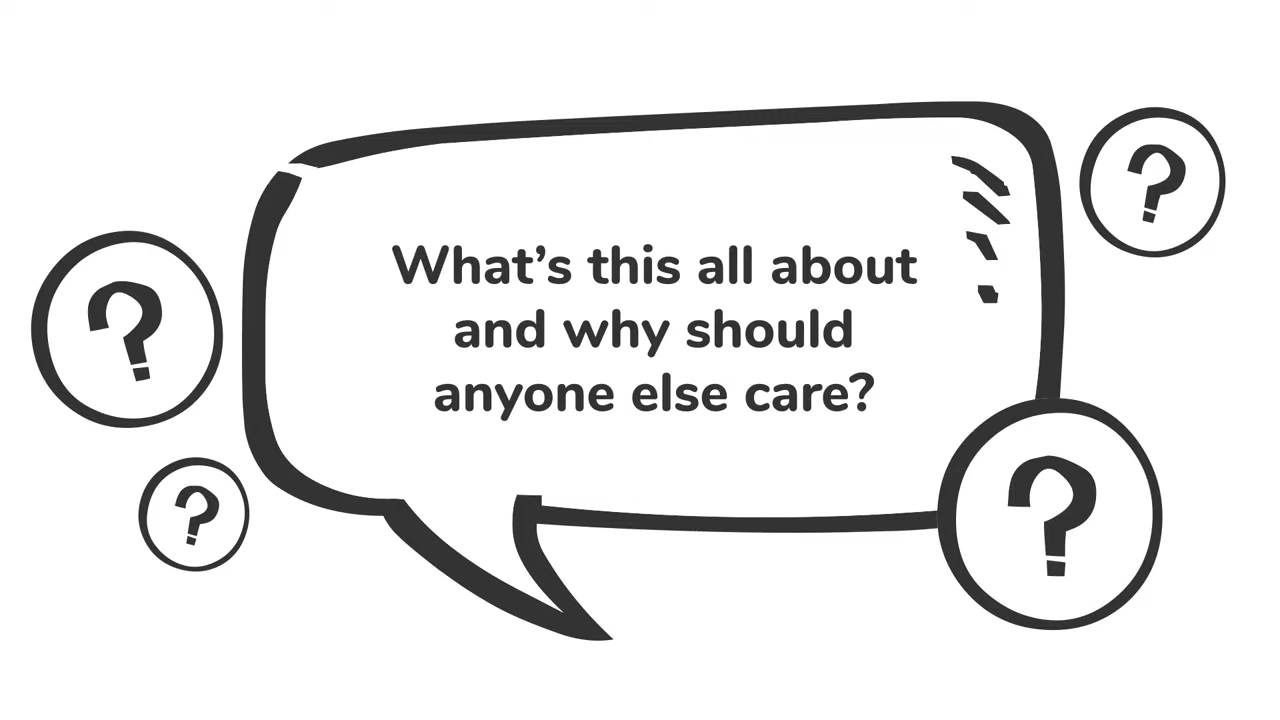 What’s this all about
and why should
anyone else care?
?
?
?
?